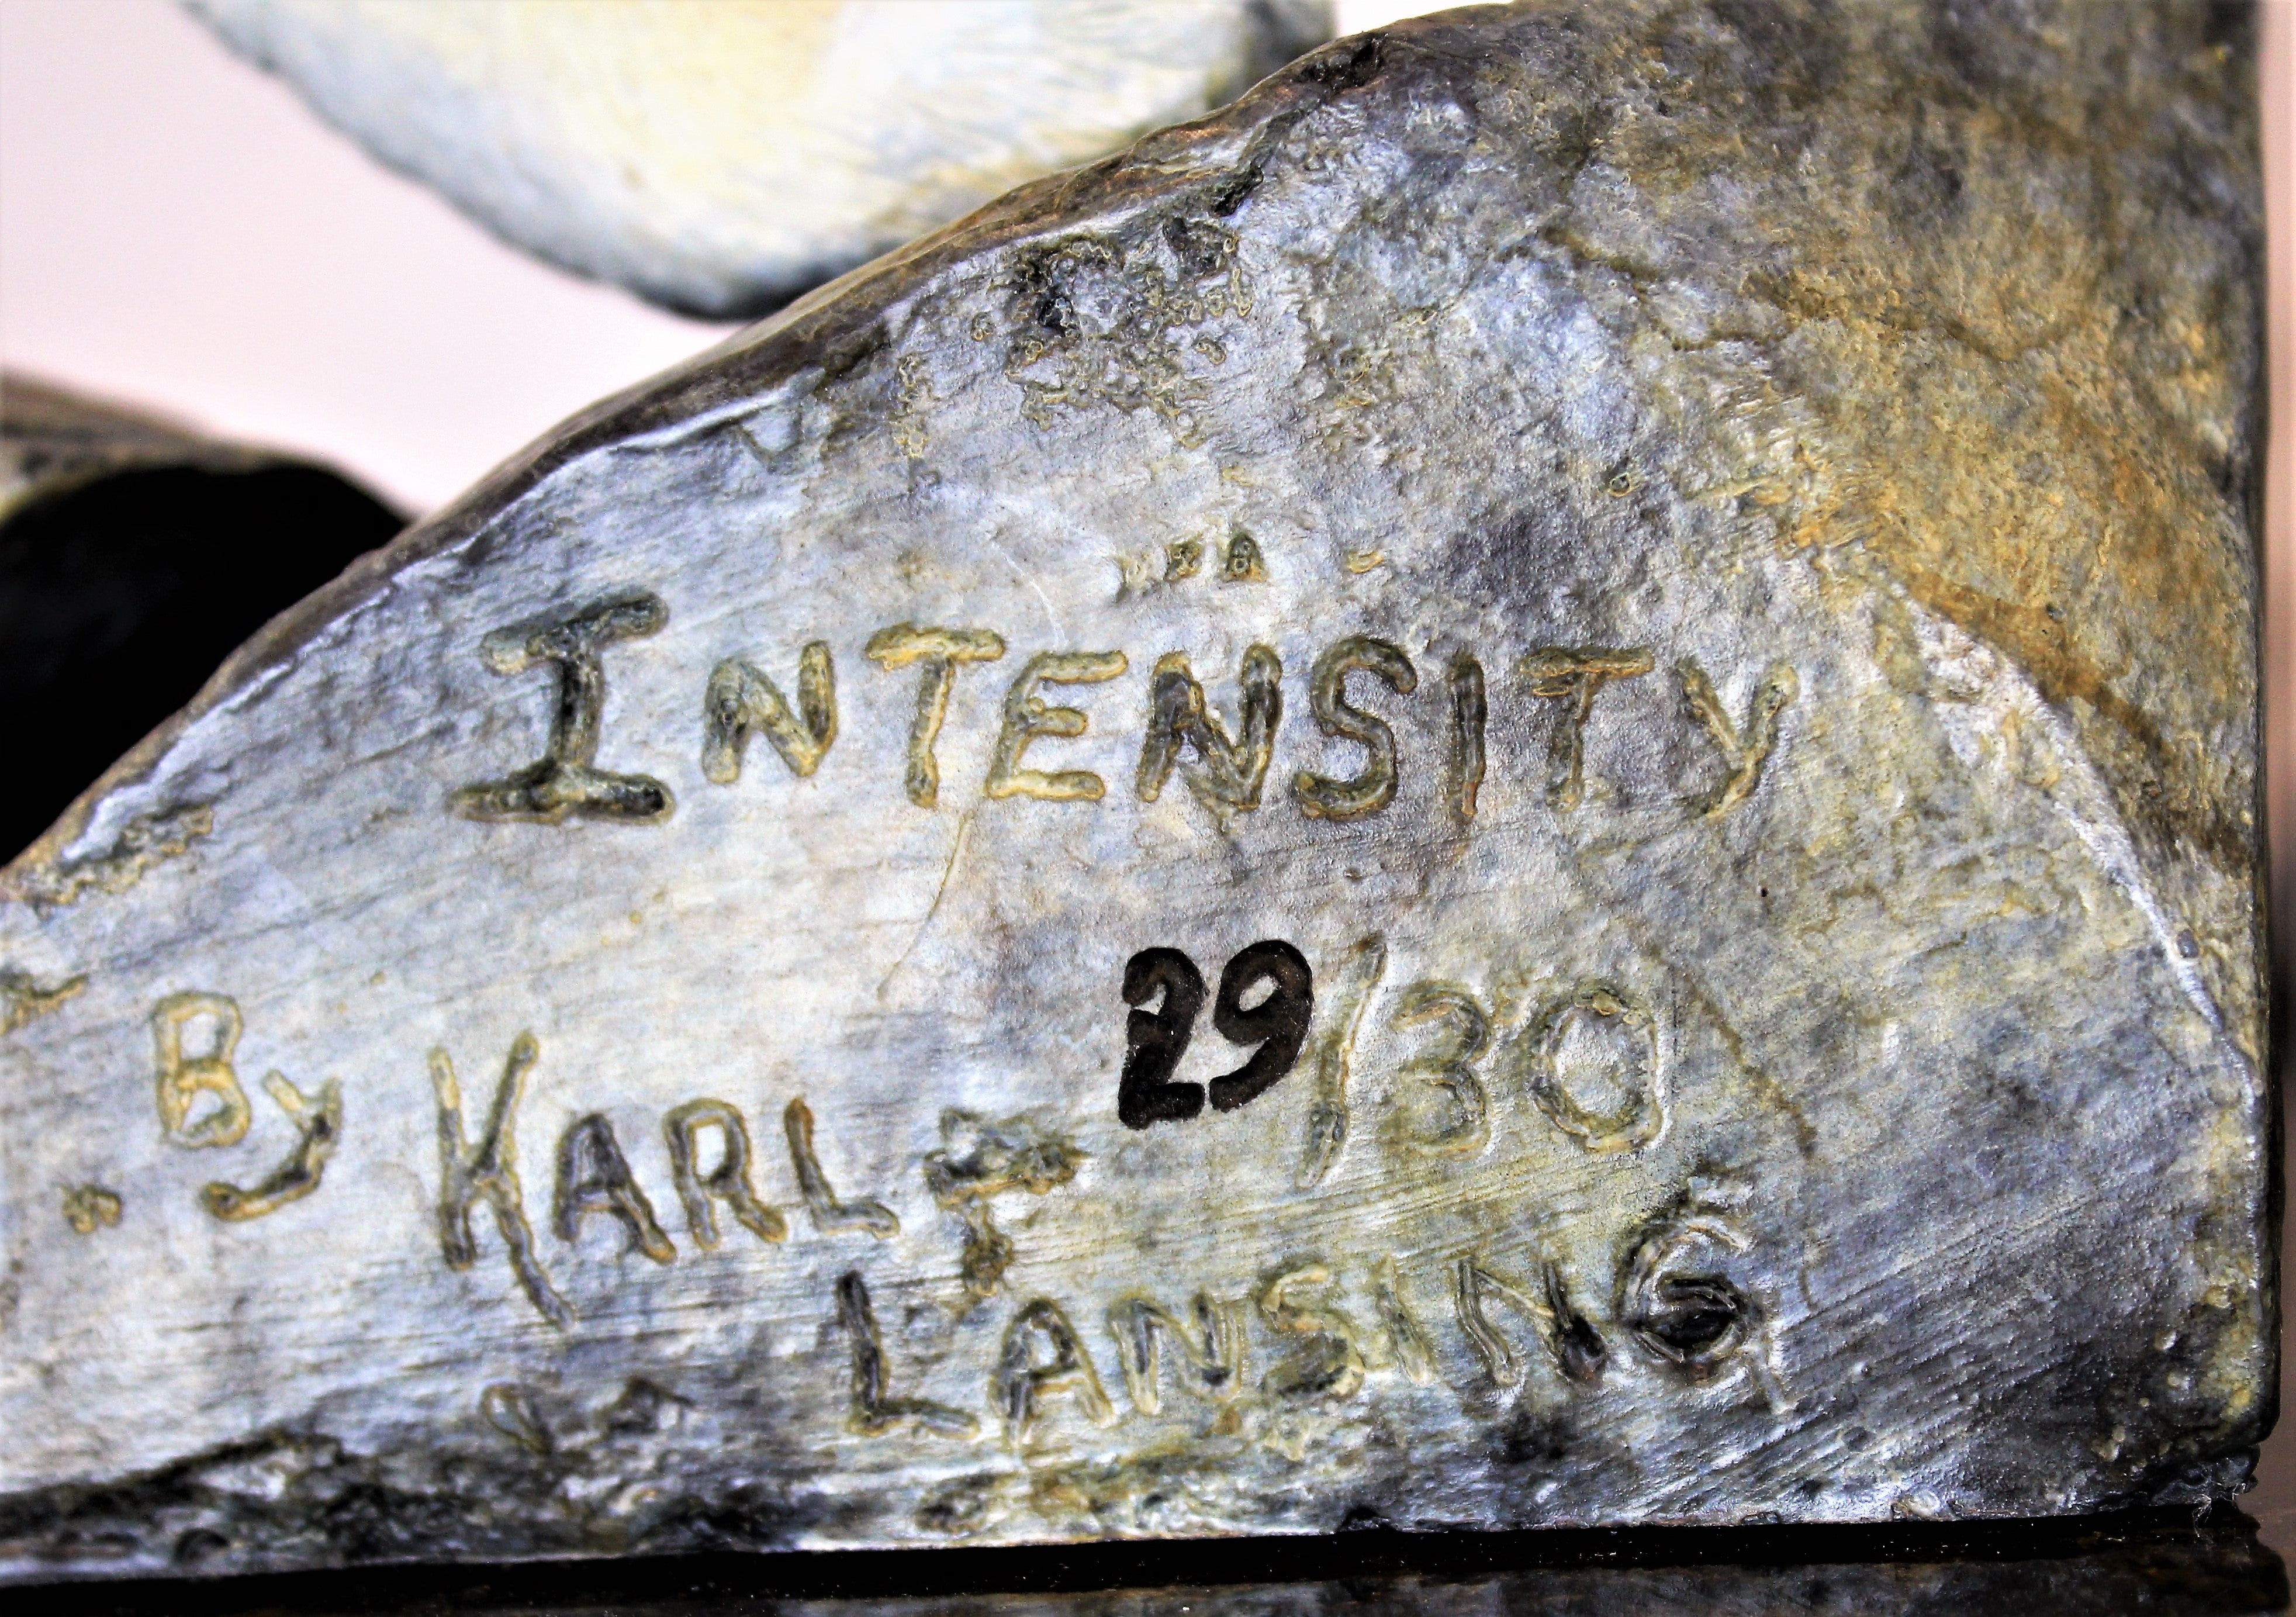 INTENSITY
29/30
By KARL F
LANSING